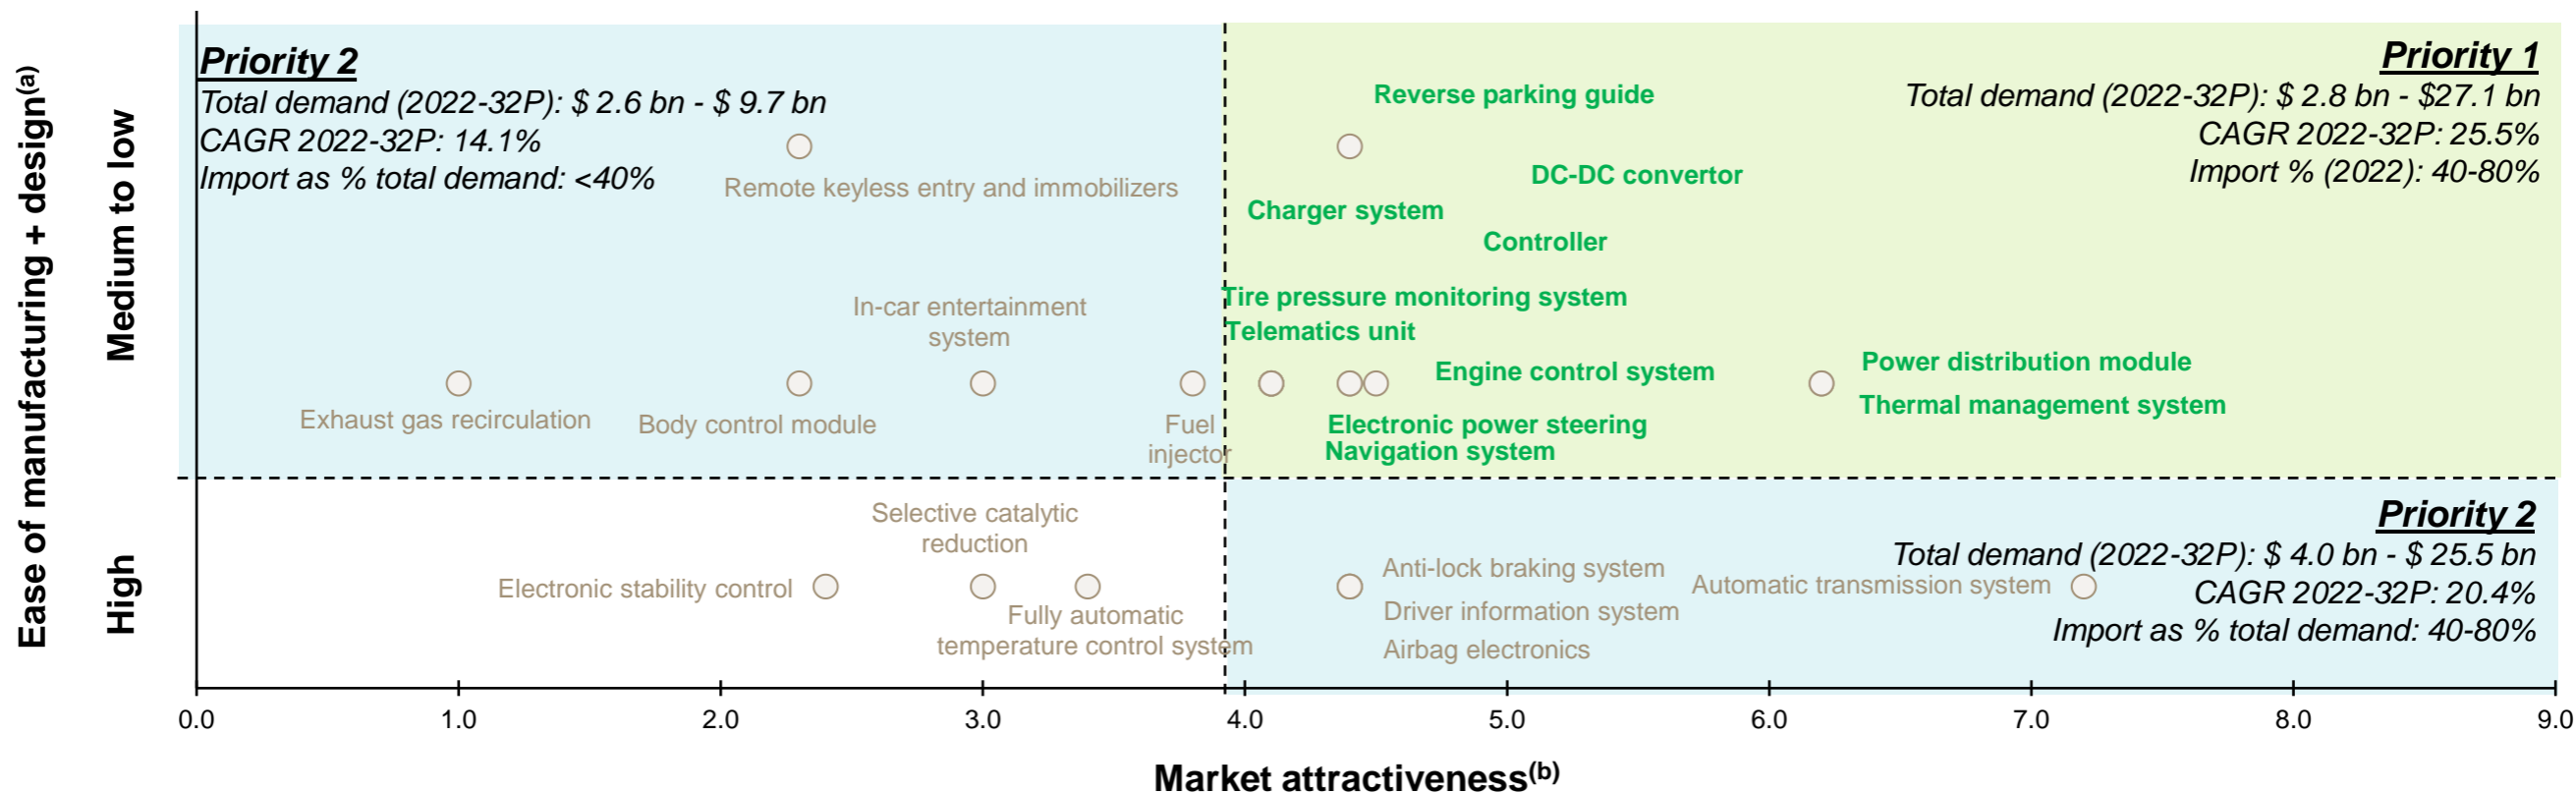 Ease of manufacturing + design(a)
Medium to low
High
Priority 2
Total demand (2022-32P): $ 2.6 bn - $ 9.7 bn
CAGR 2022-32P: 14.1%
Import as % total demand: <40%
Remote keyless entry and immobilizers
In-car entertainment
system
Exhaust gas recirculation
Body control module
Fuel
injector
Priority 1
Total demand (2022-32P): $ 2.8 bn - $27.1 bn
CAGR 2022-32P: 25.5%
Import % (2022): 40-80%
Reverse parking guide
DC-DC convertor
Charger system
Controller
Tire pressure monitoring system
Telematics unit
Engine control system
Power distribution module
Thermal management system
Electronic power steering
Navigation system
Selective catalytic
reduction
Electronic stability control
Fully automatic
temperature control system
Priority 2
Total demand (2022-32P): $ 4.0 bn - $ 25.5 bn
CAGR 2022-32P: 20.4%
Import as % total demand: 40-80%
Anti-lock braking system
Automatic transmission system
Driver information system
Airbag electronics
0.0 1.0 2.0 3.0 4.0 5.0 6.0 7.0 8.0 9.0
Market attractiveness(b)